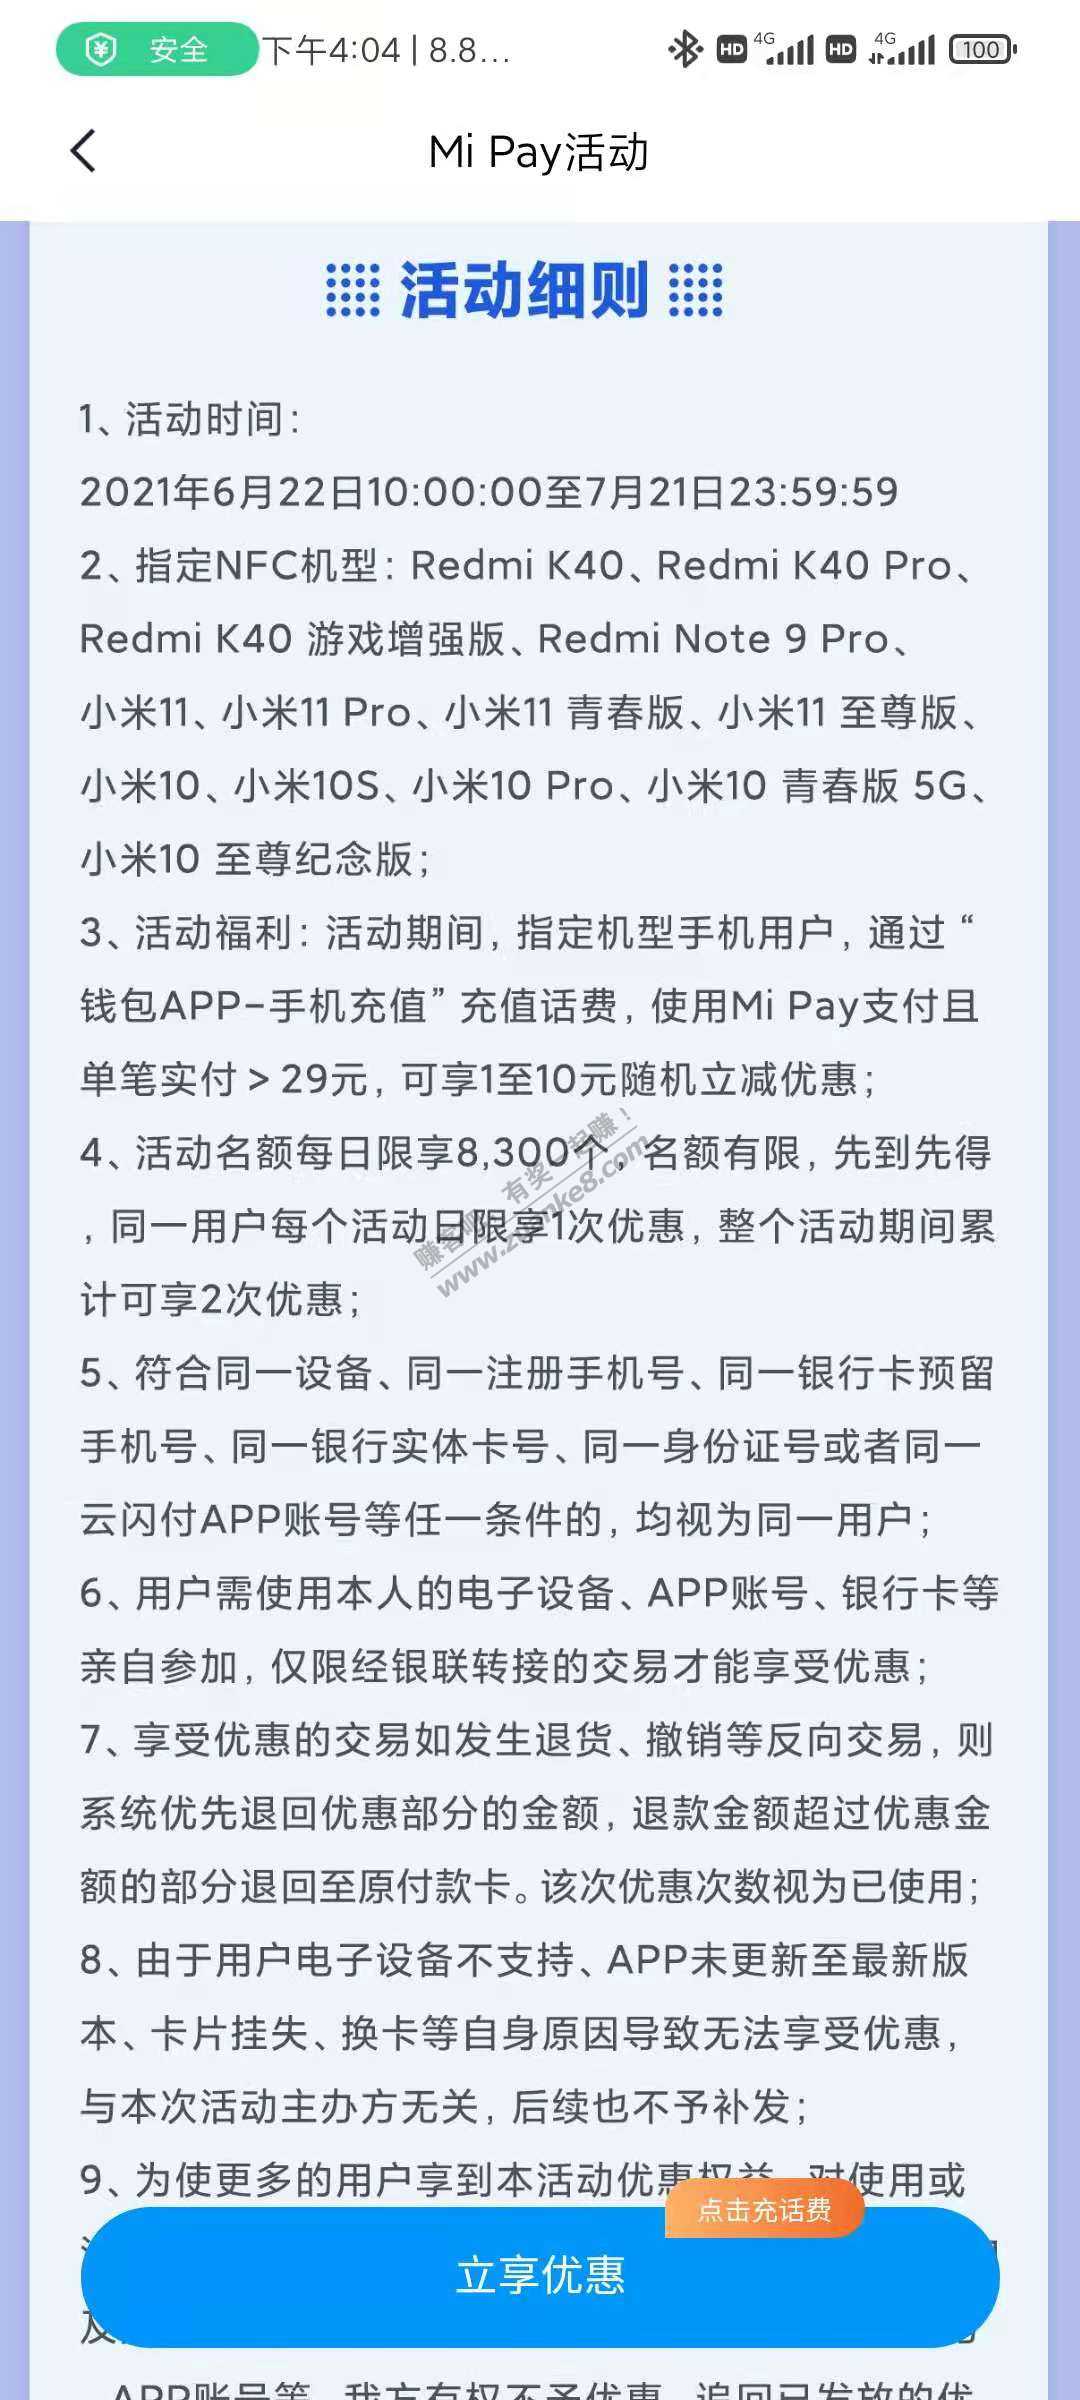 安全 下午4:04 | 8.8... HD 4G HD 4G 100
Mi Pay活动
活动细则
1、活动时间：
2021年6月22日10:00:00至7月21日23:59:59
2、指定NFC机型：Redmi K40、Redmi K40 Pro、
Redmi K40 游戏增强版、Redmi Note 9 Pro、
小米11、小米11 Pro、小米11 青春版、小米11 至尊版、
小米10、小米10S、小米10 Pro、小米10 青春版 5G、
小米10 至尊纪念版；
3、活动福利：活动期间，指定机型手机用户，通过“
钱包APP-手机充值”充值话费，使用Mi Pay支付且
单笔实付＞29元，可享1至10元随机立减优惠；
4、活动名额每日限享8,300个，名额有限，先到先得
，同一用户每个活动日限享1次优惠，整个活动期间累
计可享2次优惠；
赚客吧，有奖一起赚！
www.zuanke8.com
5、符合同一设备、同一注册手机号、同一银行卡预留
手机号、同一银行实体卡号、同一身份证号或者同一
云闪付APP账号等任一条件的，均视为同一用户；
6、用户需使用本人的电子设备、APP账号、银行卡等
亲自参加，仅限经银联转接的交易才能享受优惠；
7、享受优惠的交易如发生退货、撤销等反向交易，则
系统优先退回优惠部分的金额，退款金额超过优惠金
额的部分退回至原付款卡。该次优惠次数视为已使用；
8、由于用户电子设备不支持、APP未更新至最新版
本、卡片挂失、换卡等自身原因导致无法享受优惠，
与本次活动主办方无关，后续也不予补发；
9、为使更多的用户享到本活动优惠权益，对使用或
点击充话费
立享优惠
及
APP账号等，我方有权不予优惠、追回已发放的优